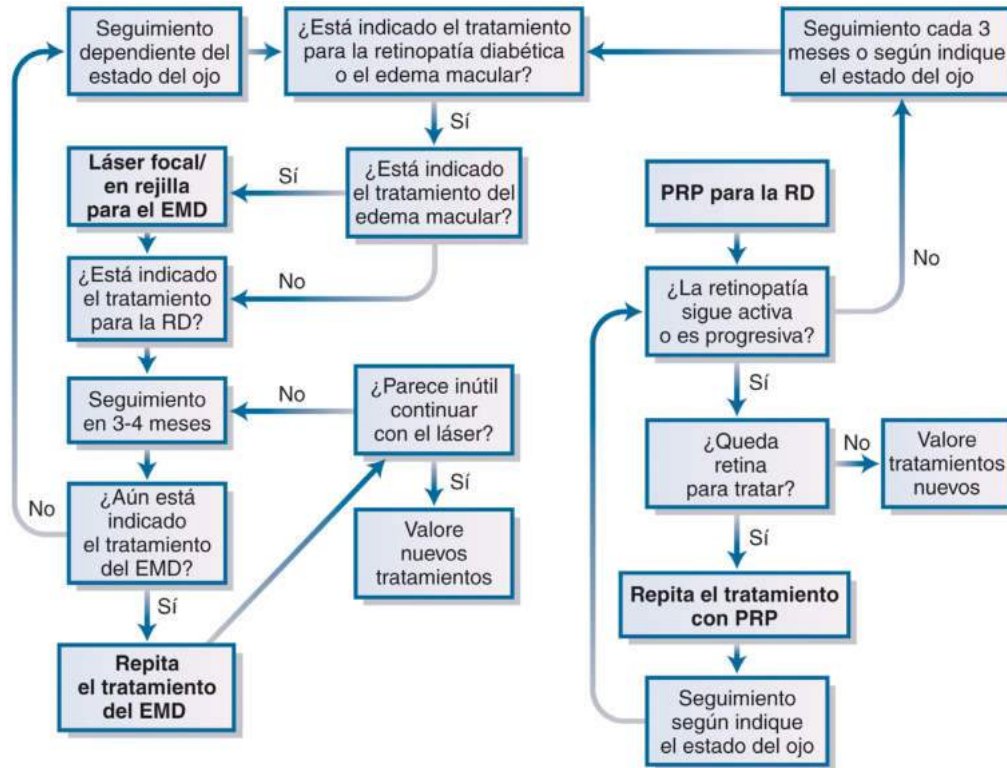 Seguimiento
dependiente del
estado del ojo
¿Está indicado el tratamiento
para la retinopatía diabética
o el edema macular?
Seguimiento cada 3
meses o según indique
el estado del ojo
Sí
Láser focal/
en rejilla
para el EMD
Sí
¿Está indicado
el tratamiento del
edema macular?
No
¿Está indicado
el tratamiento
para la RD?
Seguimiento
en 3-4 meses
No
¿Parece inútil
continuar
con el láser?
Sí
Valore
nuevos
tratamientos
No
¿Aún está
indicado
el tratamiento
del EMD?
Sí
Repita
el tratamiento
del EMD
PRP para la RD
No
¿La retinopatía
sigue activa
o es progresiva?
Sí
¿Queda
retina
para tratar?
No
Valore
tratamientos
nuevos
Sí
Repita el tratamiento
con PRP
Seguimiento
según indique
el estado del ojo